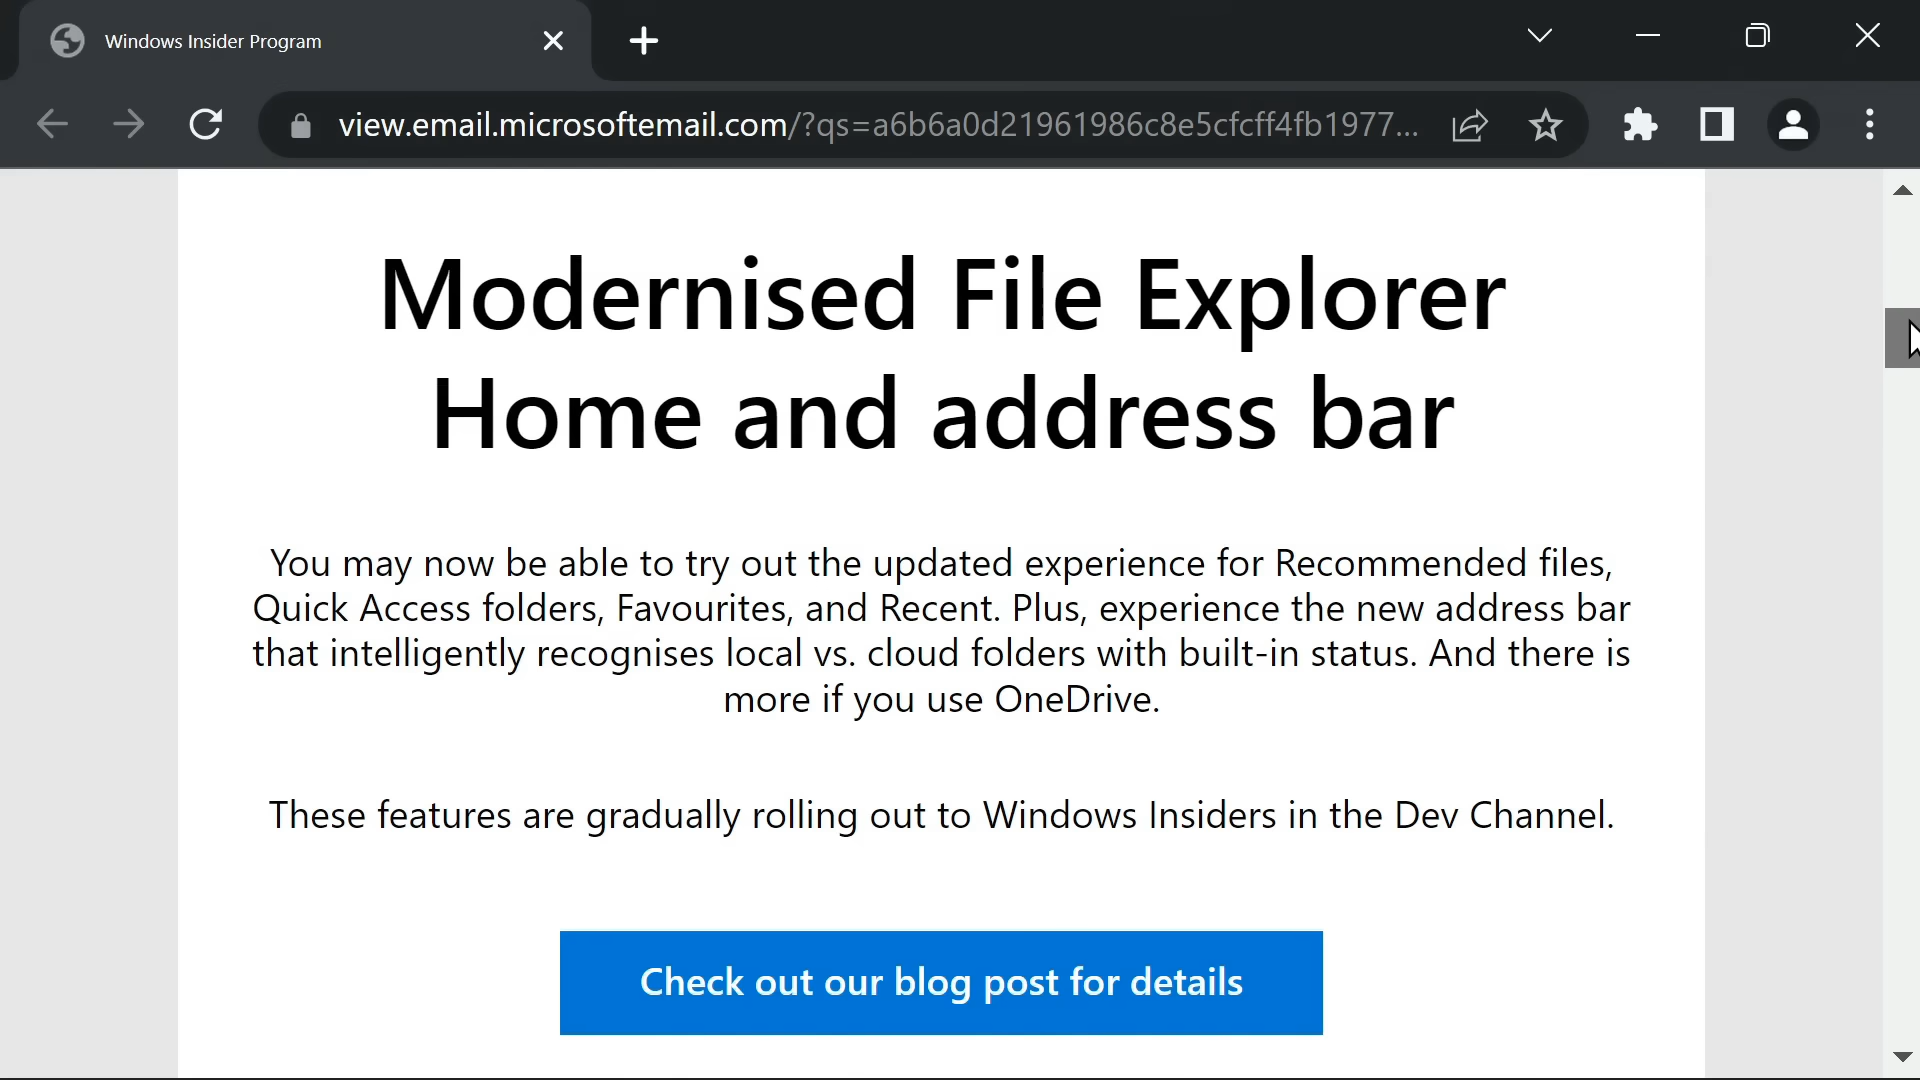 Windows Insider Program
view.email.microsoftemail.com/?qs=a6b6a0d21961986c8e5cfcff4fb1977...
Modernised File Explorer
Home and address bar
You may now be able to try out the updated experience for Recommended files,
Quick Access folders, Favourites, and Recent. Plus, experience the new address bar
that intelligently recognises local vs. cloud folders with built-in status. And there is
more if you use OneDrive.
These features are gradually rolling out to Windows Insiders in the Dev Channel.
Check out our blog post for details